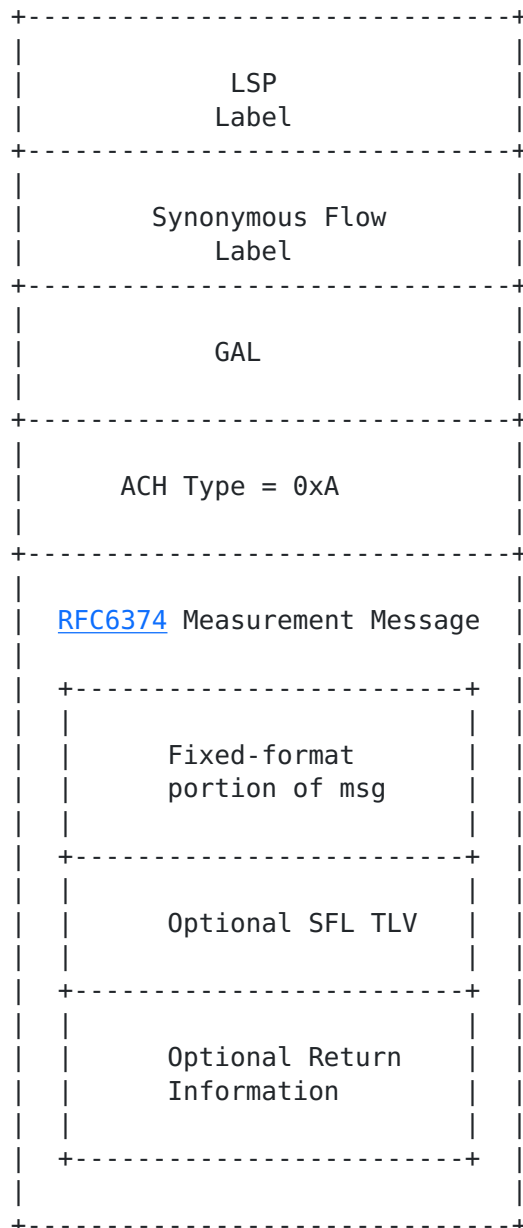 LSP
Label
Synonymous Flow
Label
GAL
ACH Type = 0xA
RFC6374 Measurement Message
Fixed-format
portion of msg
Optional SFL TLV
Optional Return
Information